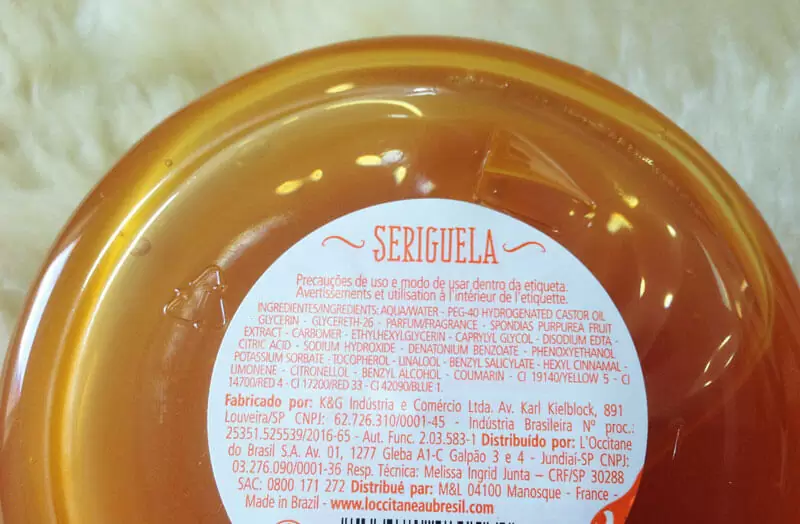 SERIGUELA
Precauções de uso e modo de usar dentro da etiqueta.
Avertissements et utilisation à l'intérieur de l'etiquette.
INGREDIENTES/INGREDIENTS: AQUA/WATER - PEG-40 HYDROGENATED CASTOR OIL
GLYCERIN - GLYCERETH-26 - PARFUM/FRAGRANCE - SPONDIAS PURPUREA FRUIT
EXTRACT - CARBOMER - ETHYLHEXYLGLYCERIN - CAPRYLYL GLYCOL - DISODIUM EDTA -
CITRIC ACID - SODIUM HYDROXIDE - DENATONIUM BENZOATE - PHENOXYETHANOL
POTASSIUM SORBATE - TOCOPHEROL - LINALOOL - BENZYL SALICYLATE - HEXYL CINNAMAL -
LIMONENE - CITRONELLOL - BENZYL ALCOHOL - COUMARIN - CI 19140/YELLOW 5 - CI
14700/RED 4 - CI 17200/RED 33 - CI 42090/BLUE 1.
Fabricado por: K&G Indústria e Comércio Ltda. Av. Karl Kielblock, 891
Louveira/SP CNPJ: 62.726.310/0001-45 - Indústria Brasileira Nº proc.:
25351.525539/2016-65 - Aut. Func. 2.03.583-1 Distribuído por: L'Occitane
do Brasil S.A. Av. 01, 1277 Gleba A1-C Galpão 3 e 4 - Jundiaí-SP CNPJ:
03.276.090/0001-36 Resp. Técnica: Melissa Ingrid Junta – CRF/SP 30288
SAC: 0800 171 272 Distribué par: M&L 04100 Manosque - France -
Made in Brazil - www.loccitaneaubresil.com